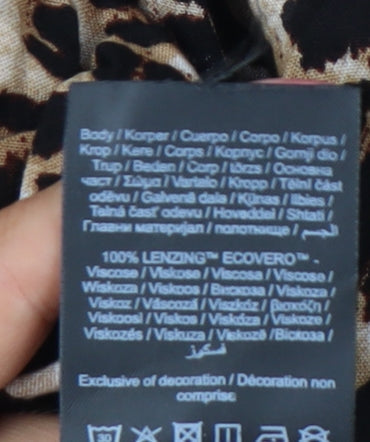 Body / Korper / Cuerpo / Corpo / Korpus /
Krop / Kere / Corps / Корпус / Gornji dio /
Trup / Beden / Corp / törzs / Основна
част / Σώμα / Vartalo / Kropp / Tělní část
oděvu / Galvenā daļa / Kūnas / Ilbies /
Telná časť odevu / Hoveddel / Shtati /
Главни материјал / полотнище / الجسم
100% LENZING™ ECOVERO™ -
Viscose / Viskose / Viscosa / Viscose /
Wiskoza / Viskoos / Вискоза / Viskoza /
Viskoz / Vâscoză / Viszkóz / βισκόζη /
Viskoosi / Viskos / Viskóza / Viskoze /
Viskozės / Viskuza / Viskozë /Віскоза /
فسكوز
Exclusive of decoration / Décoration non
comprise
30